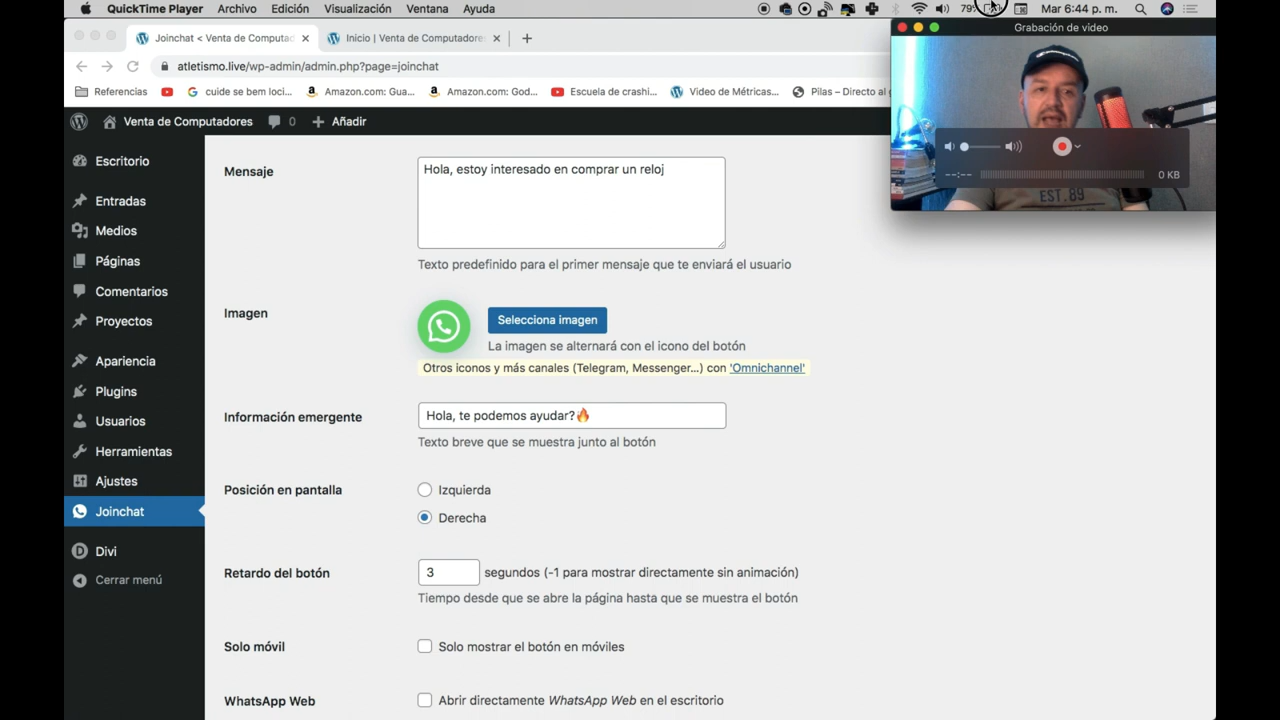 QuickTime Player Archivo Edición Visualización Ventana Ayuda
Mar 6:44 p. m.
Grabación de video
Joinchat < Venta de Computad
Inicio | Venta de Computadore
atletismo.live/wp-admin/admin.php?page=joinchat
Referencias
cuide se bem loci...
Amazon.com: Gua...
Amazon.com: God...
Escuela de crashi...
Video de Métricas...
Pilas – Directo al
Venta de Computadores 0 Añadir
Escritorio
Entradas
Medios
Páginas
Comentarios
Proyectos
Apariencia
Plugins
Usuarios
Herramientas
Ajustes
Joinchat
Divi
Cerrar menú
Mensaje
Hola, estoy interesado en comprar un reloj
Texto predefinido para el primer mensaje que te enviará el usuario
Imagen
Selecciona imagen
La imagen se alternará con el icono del botón
Otros iconos y más canales (Telegram, Messenger...) con 'Omnichannel'
Información emergente
Hola, te podemos ayudar?🔥
Texto breve que se muestra junto al botón
Posición en pantalla
Izquierda
Derecha
Retardo del botón
3 segundos (-1 para mostrar directamente sin animación)
Tiempo desde que se abre la página hasta que se muestra el botón
Solo móvil
Solo mostrar el botón en móviles
WhatsApp Web
Abrir directamente WhatsApp Web en el escritorio
--:--
0 KB
EST.89